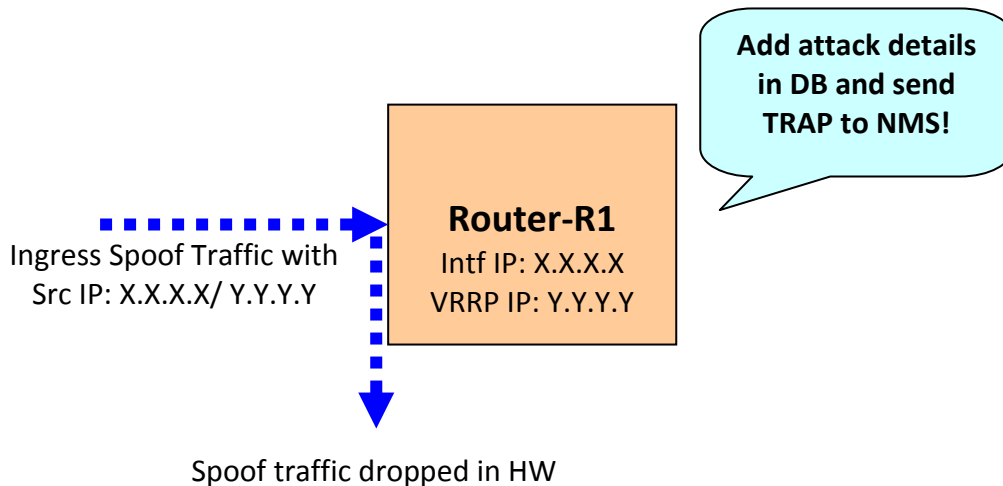 Add attack details
in DB and send
TRAP to NMS!
Router-R1
Intf IP: X.X.X.X
VRRP IP: Y.Y.Y.Y
Ingress Spoof Traffic with
Src IP: X.X.X.X/ Y.Y.Y.Y
Spoof traffic dropped in HW